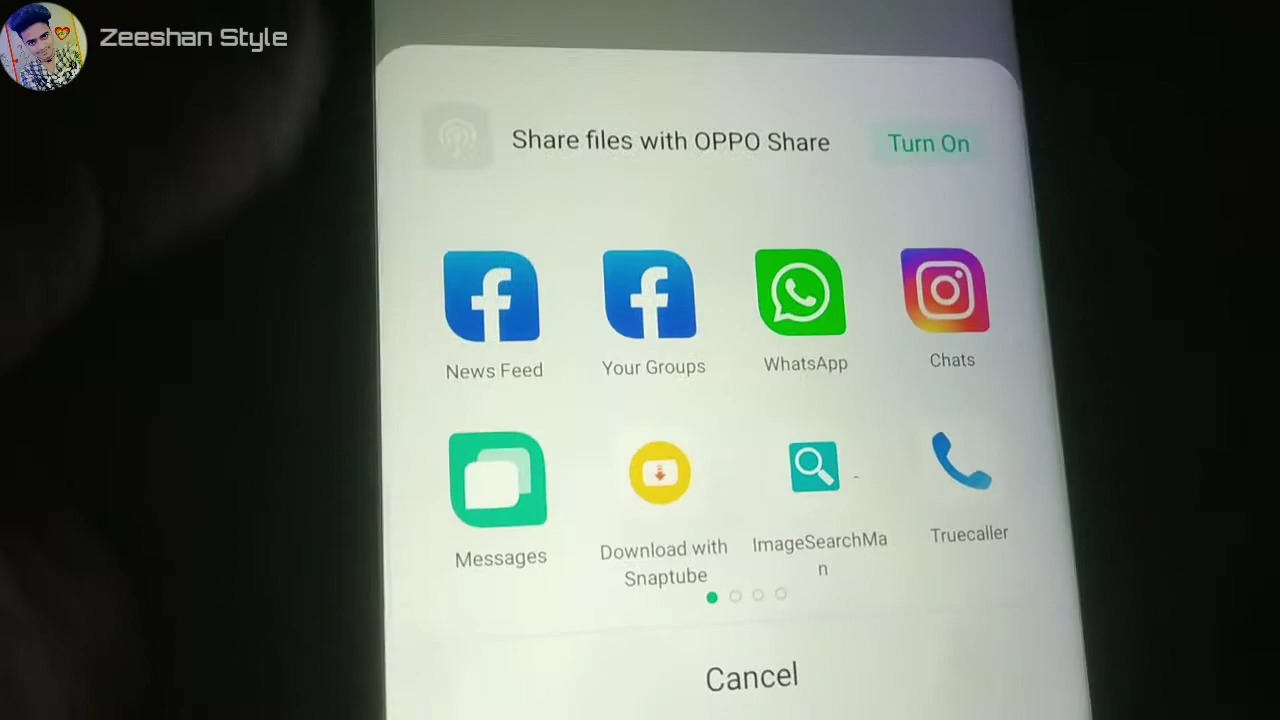 Zeeshan Style
Share files with OPPO Share
Turn On
News Feed
Your Groups
WhatsApp
Chats
Messages
Download with
Snaptube
ImageSearchMa
n
Truecaller
Cancel